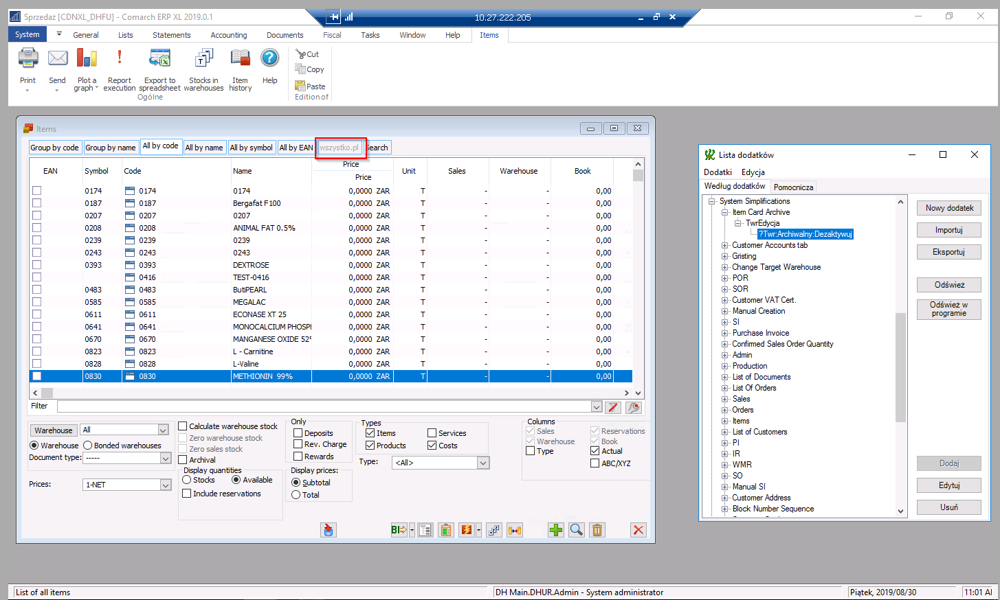 Sprzedaż [CDNXL_DHFU] - Comarch ERP XL 2019.0.1
10.27.222.205
System General Lists Statements Accounting Documents Fiscal Tasks Window Help Items
Print Send Plot a graph Report execution Export to spreadsheet Stocks in warehouses Item history Help
Cut
Copy
Paste
Ogólne
Edition of
Items
Group by code Group by name All by code All by name All by symbol All by EAN wszystko.pl Search
EAN Symbol Code Name Price Unit Sales Warehouse Book
Price
0174 0174 0174 0,0000 ZAR T - - 0,00
0187 0187 Bergafat F100 0,0000 ZAR T - - 0,00
0207 0207 0207 0,0000 ZAR T - - 0,00
0208 0208 ANIMAL FAT 0.5% 0,0000 ZAR T - - 0,00
0239 0239 0239 0,0000 ZAR T - - 0,00
0243 0243 0243 0,0000 ZAR T - - 0,00
0393 0393 DEXTROSE 0,0000 ZAR T - - 0,00
0416 TEST-0416 0,0000 ZAR T - - 0,00
0483 0483 ButiPEARL 0,0000 ZAR T - - 0,00
0585 0585 MEGALAC 0,0000 ZAR T - - 0,00
0611 0611 ECONASE XT 25 0,0000 ZAR T - - 0,00
0641 0641 MONOCALCIUM PHOSPH 0,0000 ZAR T - - 0,00
0670 0670 MANGANESE OXIDE 52% 0,0000 ZAR T - - 0,00
0823 0823 L - Carnitine 0,0000 ZAR T - - 0,00
0828 0828 L-Valine 0,0000 ZAR T - - 0,00
0830 0830 METHIONIN 99% 0,0000 ZAR T - - 0,00
Filter
Warehouse All
Warehouse Bonded warehouses
Document type: -----
Prices: 1-NET
Calculate warehouse stock
Zero warehouse stock
Zero sales stock
Archival
Display quantities
Stocks Available
Include reservations
Only
Deposits
Rev. Charge
Rewards
Display prices:
Subtotal
Total
Types
Items Services
Products Costs
Type: <All>
Columns
Sales Reservations
Warehouse Book
Type Actual
ABC/XYZ
BI
Lista dodatków
Dodatki Edycja
Według dodatków Pomocnicza
System Simplifications
Item Card Archive
TwrEdycja
?Twr:Archiwalny:Dezaktywuj
Customer Accounts tab
Gristing
Change Target Warehouse
POR
SOR
Customer VAT Cert.
Manual Creation
SI
Purchase Invoice
Confirmed Sales Order Quantity
Admin
Production
List of Documents
List Of Orders
Sales
Orders
Items
List of Customers
PI
IR
WMR
SO
Manual SI
Customer Address
Block Number Sequence
Nowy dodatek
Importuj
Eksportuj
Odśwież
Odśwież w programie
Dodaj
Edytuj
Usuń
List of all items
DH Main.DHUR.Admin - System administrator
Piątek, 2019/08/30
11:01 AI